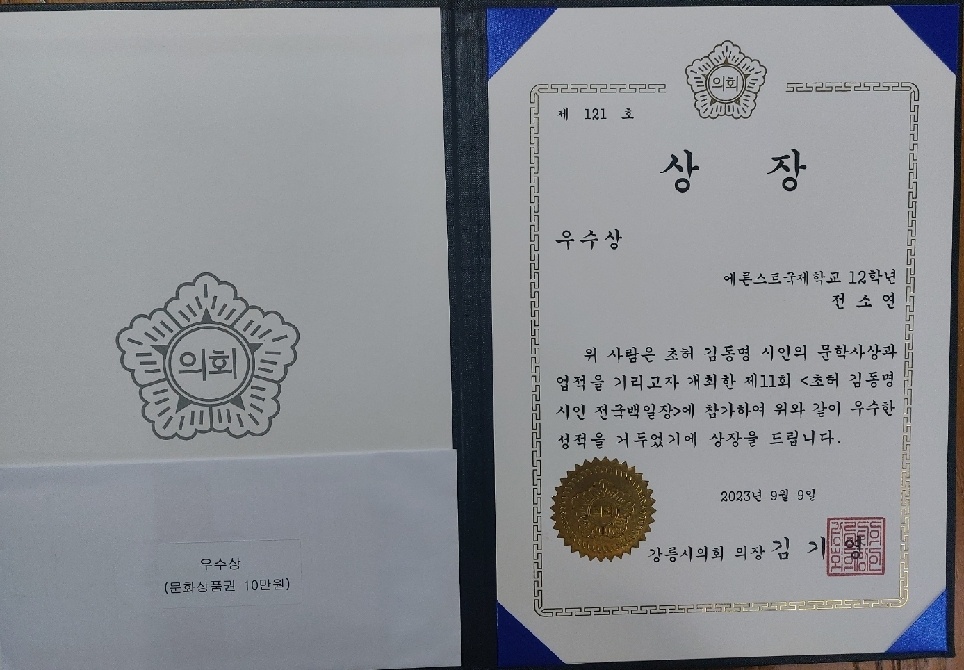 의회
우수상
(문화상품권 10만원)
의회
제 121 호
상 장
우수상
에른스트국제학교 12학년
전 소 연
위 사람은 초허 김동명 시인의 문학사상과
업적을 기리고자 개최한 제11회 <초허 김동명
시인 전국백일장>에 참가하여 위와 같이 우수한
성적을 거두었기에 상장을 드립니다.
2023년 9월 9일
강릉시의회 의장 김 기 영